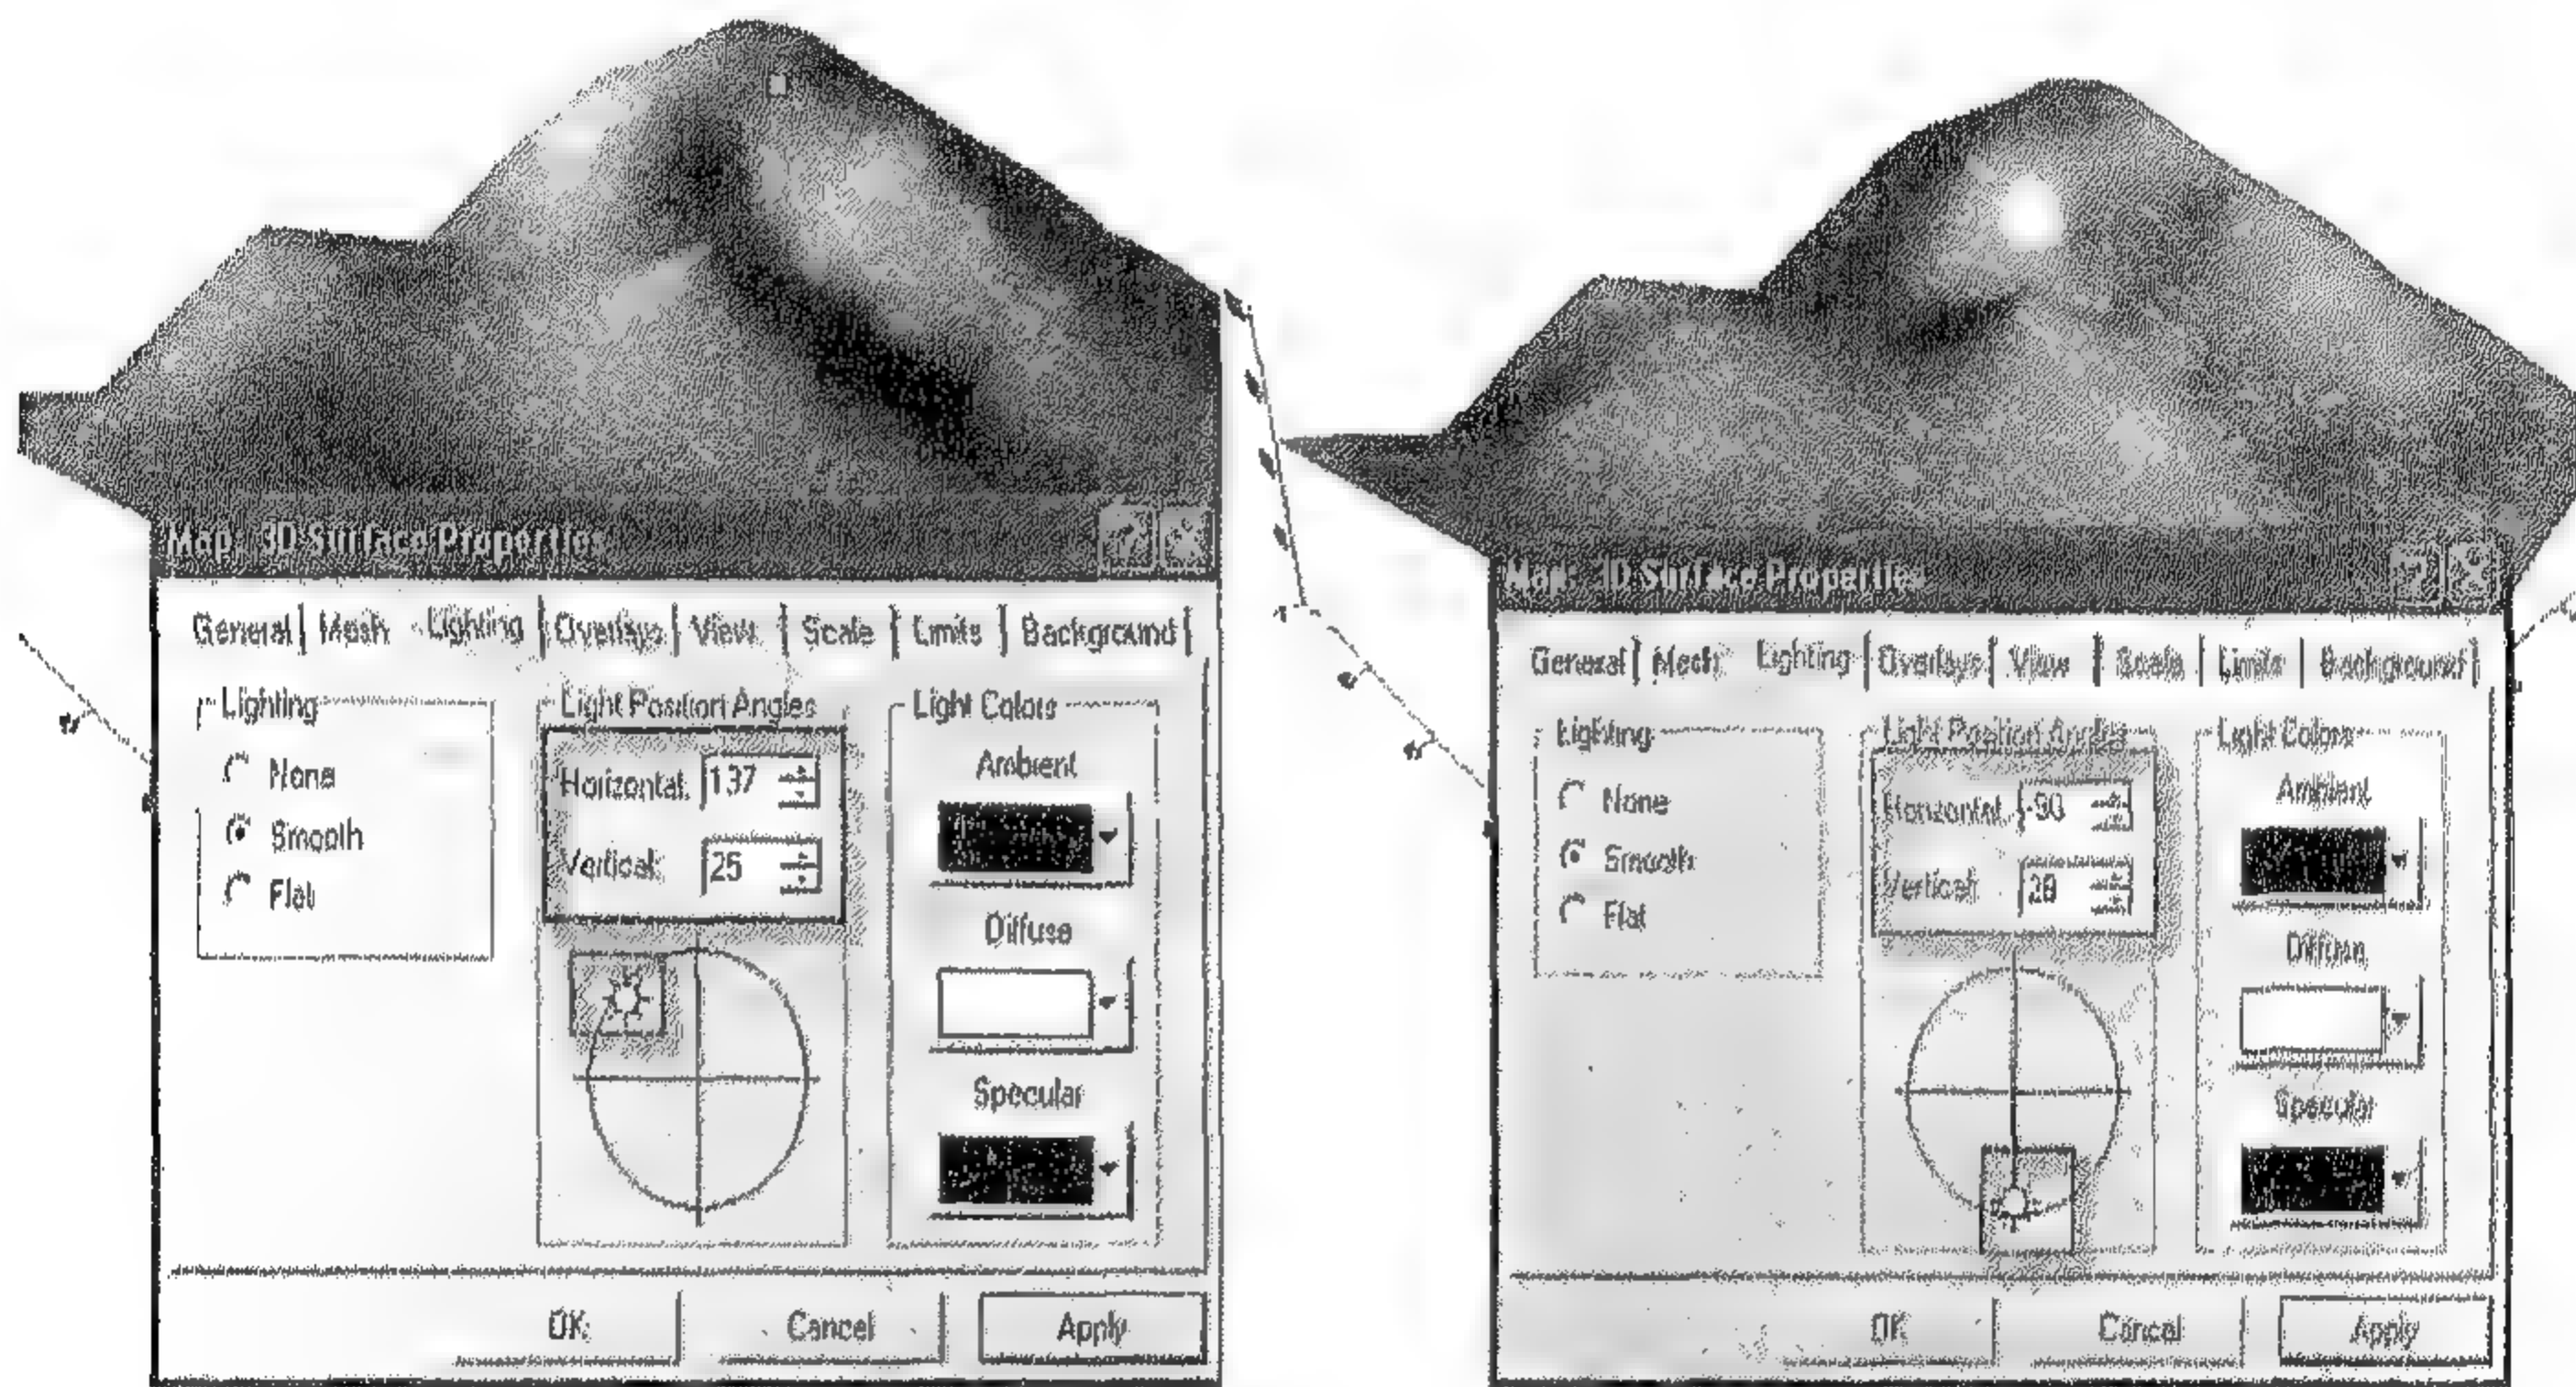 Map: 3D Surface Properties
General Mesh Lighting Overlays View Scale Limits Background
Lighting
None
Smooth
Flat
Light Position Angles
Horizontal: 137
Vertical: 25
Light Colors
Ambient
Diffuse
Specular
OK Cancel Apply
Map: 3D Surface Properties
General Mesh Lighting Overlays View Scale Limits Background
Lighting
None
Smooth
Flat
Light Position Angles
Horizontal: -90
Vertical:
Light Colors
Ambient
Diffuse
Specular
OK Cancel Apply